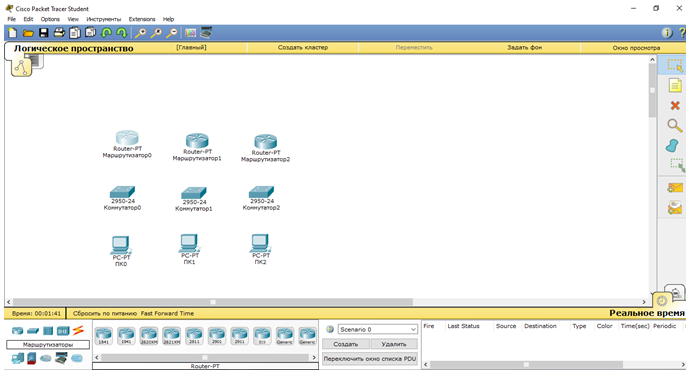 Cisco Packet Tracer Student
File Edit Options View Инструменты Extensions Help
Логическое пространство [Главный] Создать кластер Переместить Задать фон Окно просмотра
Router-PT Router-PT Router-PT
Маршрутизатор0 Маршрутизатор1 Маршрутизатор2
2950-24 2950-24 2950-24
Коммутатор0 Коммутатор1 Коммутатор2
PC-PT PC-PT PC-PT
ПК0 ПК1 ПК2
Время: 00:01:41 Сбросить по питанию Fast Forward Time Реальное время
Scenario 0 Fire Last Status Source Destination Type Color Time(sec) Periodic
1841 1941 2620XM 2621XM 2811 2901 2911 819 Generic Generic
Маршрутизаторы Создать Удалить
Переключить окно списка PDU
Router-PT